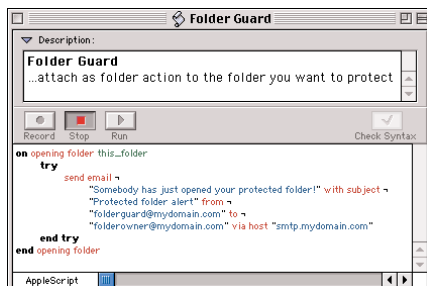 Folder Guard
Description:
Folder Guard
...attach as folder action to the folder you want to protect
Record Stop Run Check Syntax
on opening folder this_folder
try
send email ¬
"Somebody has just opened your protected folder!" with subject ¬
"Protected folder alert" from ¬
"folderguard@mydomain.com" to ¬
"folderowner@mydomain.com" via host "smtp.mydomain.com"
end try
end opening folder
AppleScript